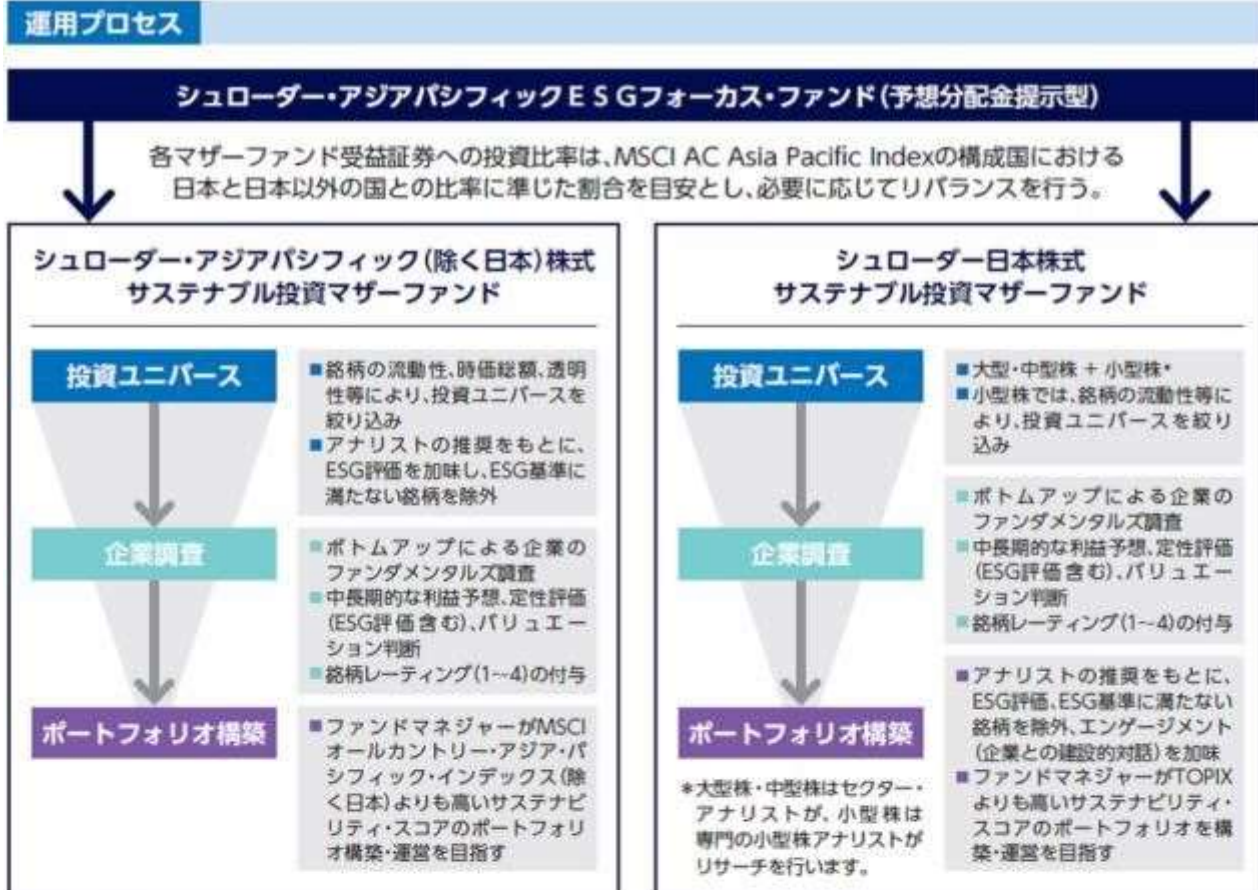 運用プロセス
シュローダー・アジアパシフィックＥＳＧフォーカス・ファンド(予想分配金提示型)
各マザーファンド受益証券への投資比率は、MSCI AC Asia Pacific Indexの構成国における
日本と日本以外の国との比率に準じた割合を目安とし、必要に応じてリバランスを行う。
シュローダー・アジアパシフィック(除く日本)株式
サステナブル投資マザーファンド
投資ユニバース
■銘柄の流動性、時価総額、透明
性等により、投資ユニバースを
絞り込み
■アナリストの推奨をもとに、
ESG評価を加味し、ESG基準に
満たない銘柄を除外
企業調査
■ボトムアップによる企業の
ファンダメンタルズ調査
■中長期的な利益予想、定性評価
(ESG評価含む)、バリュエー
ション判断
■銘柄レーティング(1~4)の付与
ポートフォリオ構築
■ファンドマネジャーがMSCI
オールカントリー・アジア・パ
シフィック・インデックス(除
く日本)よりも高いサステナビ
リティ・スコアのポートフォリ
オ構築・運営を目指す
シュローダー日本株式
サステナブル投資マザーファンド
投資ユニバース
■大型・中型株 + 小型株*
■小型株では、銘柄の流動性等に
より、投資ユニバースを絞り
込み
企業調査
■ボトムアップによる企業の
ファンダメンタルズ調査
■中長期的な利益予想、定性評価
(ESG評価含む)、バリュエー
ション判断
■銘柄レーティング(1~4)の付与
ポートフォリオ構築
■アナリストの推奨をもとに、
ESG評価、ESG基準に満たない
銘柄を除外、エンゲージメント
(企業との建設的対話)を加味
■ファンドマネジャーがTOPIX
よりも高いサステナビリティ・
スコアのポートフォリオを構
築・運営を目指す
*大型株・中型株はセクター・
アナリストが、小型株は
専門の小型株アナリストが
リサーチを行います。